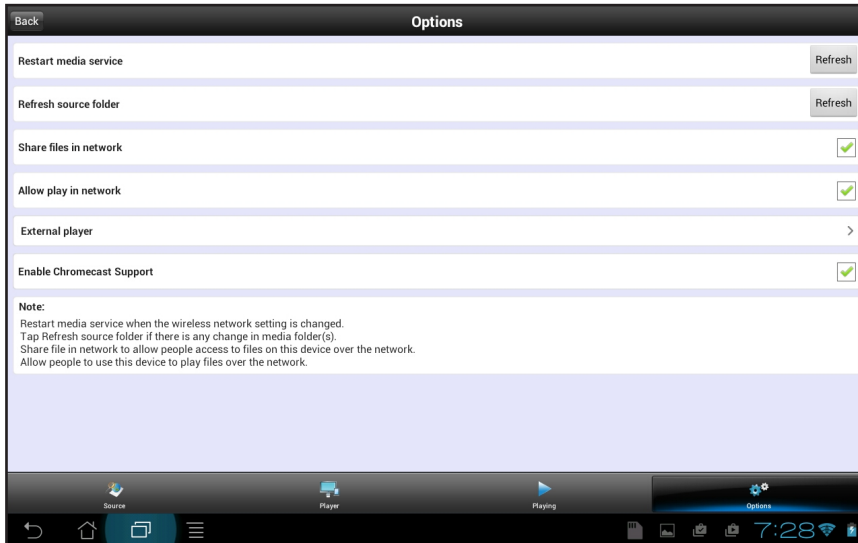 Back
Options
Restart media service
Refresh
Refresh source folder
Refresh
Share files in network
Allow play in network
External player
Enable Chromecast Support
Note:
Restart media service when the wireless network setting is changed.
Tap Refresh source folder if there is any change in media folder(s).
Share file in network to allow people access to files on this device over the network.
Allow people to use this device to play files over the network.
Source
Player
Playing
Options
7:28